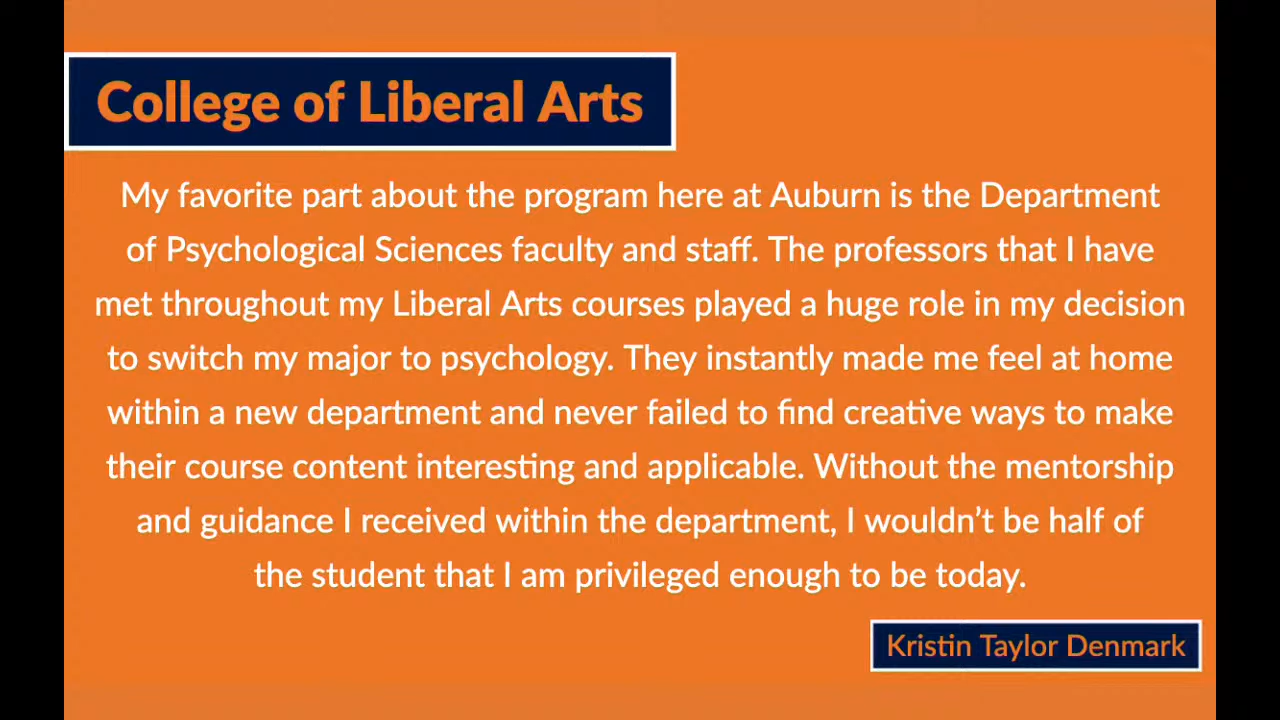 College of Liberal Arts
My favorite part about the program here at Auburn is the Department
of Psychological Sciences faculty and staff. The professors that I have
met throughout my Liberal Arts courses played a huge role in my decision
to switch my major to psychology. They instantly made me feel at home
within a new department and never failed to find creative ways to make
their course content interesting and applicable. Without the mentorship
and guidance I received within the department, I wouldn’t be half of
the student that I am privileged enough to be today.
Kristin Taylor Denmark